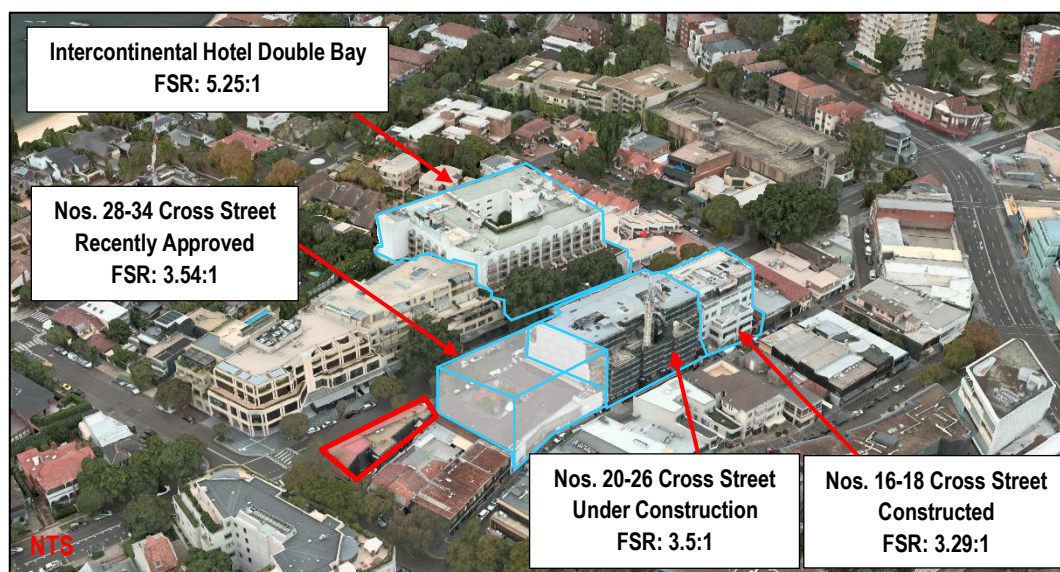 Intercontinental Hotel Double Bay
FSR: 5.25:1
Nos. 28-34 Cross Street
Recently Approved
FSR: 3.54:1
Nos. 20-26 Cross Street
Under Construction
FSR: 3.5:1
Nos. 16-18 Cross Street
Constructed
FSR: 3.29:1
NTS